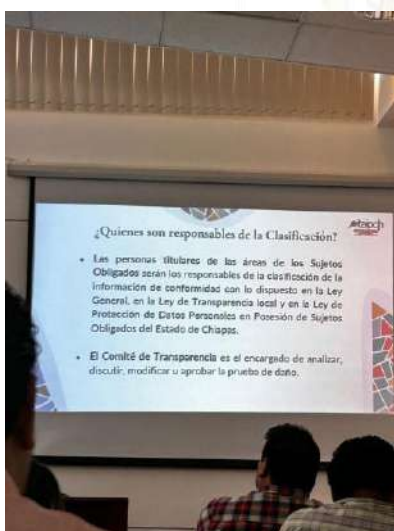 ¿Quienes son responsables de la Clasificación?
• Las personas titulares de las áreas de los Sujetos
Obligados serán los responsables de la clasificación de la
información de conformidad con lo dispuesto en la Ley
General, en la Ley de Transparencia local y en la Ley de
Protección de Datos Personales en Posesión de Sujetos
Obligados del Estado de Chiapas.
• El Comité de Transparencia es el encargado de analizar,
discutir, modificar u aprobar la prueba de daño.